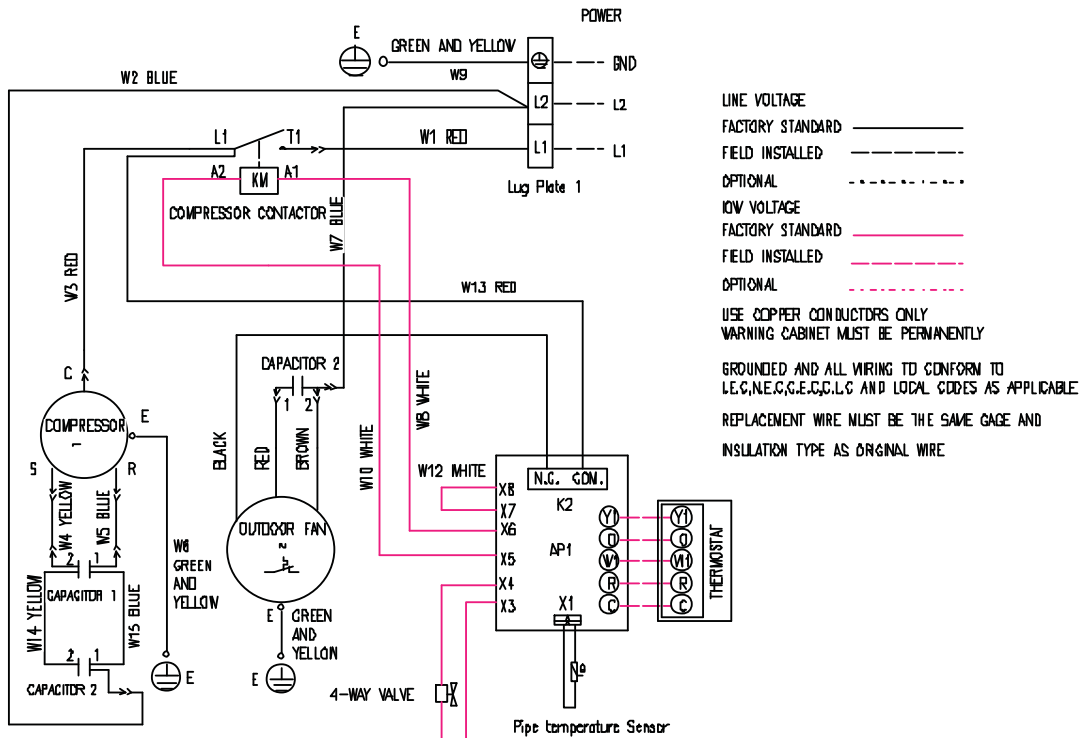 POWER
E
GREEN AND YELLOW
GND
W9
W2 BLUE
L2
L2
L1
T1
W1 RED
L1
L1
A2
KM
A1
Lug Plate 1
COMPRESSOR CONTACTOR
W7 BLUE
W3 RED
W13 RED
LINE VOLTAGE
FACTORY STANDARD
FIELD INSTALLED
OPTIONAL
LOW VOLTAGE
FACTORY STANDARD
FIELD INSTALLED
OPTIONAL
USE COPPER CONDUCTORS ONLY
WARNING CABINET MUST BE PERMANENTLY
GROUNDED AND ALL WIRING TO CONFORM TO
I.E.C,N.E.C,C.E.C,C.L.C AND LOCAL CODES AS APPLICABLE
REPLACEMENT WIRE MUST BE THE SAME GAGE AND
INSULATION TYPE AS ORIGINAL WIRE
C
COMPRESSOR
~
E
S
R
W4 YELLOW
W5 BLUE
2
1
CAPACITOR 1
W14 YELLOW
W15 BLUE
2
1
CAPACITOR 2
W6
GREEN
AND
YELLOW
E
CAPACITOR 2
1
2
BLACK
RED
BROWN
W10 WHITE
W8 WHITE
OUTDOOR FAN
E
GREEN
AND
YELLOW
E
W12 WHITE
N.C.
COM.
K2
X8
X7
X6
AP1
X5
X4
X3
X1
Y1
O
W1
R
C
Y1
O
W1
R
C
THERMOSTAT
4-WAY VALVE
Pipe temperature Sensor